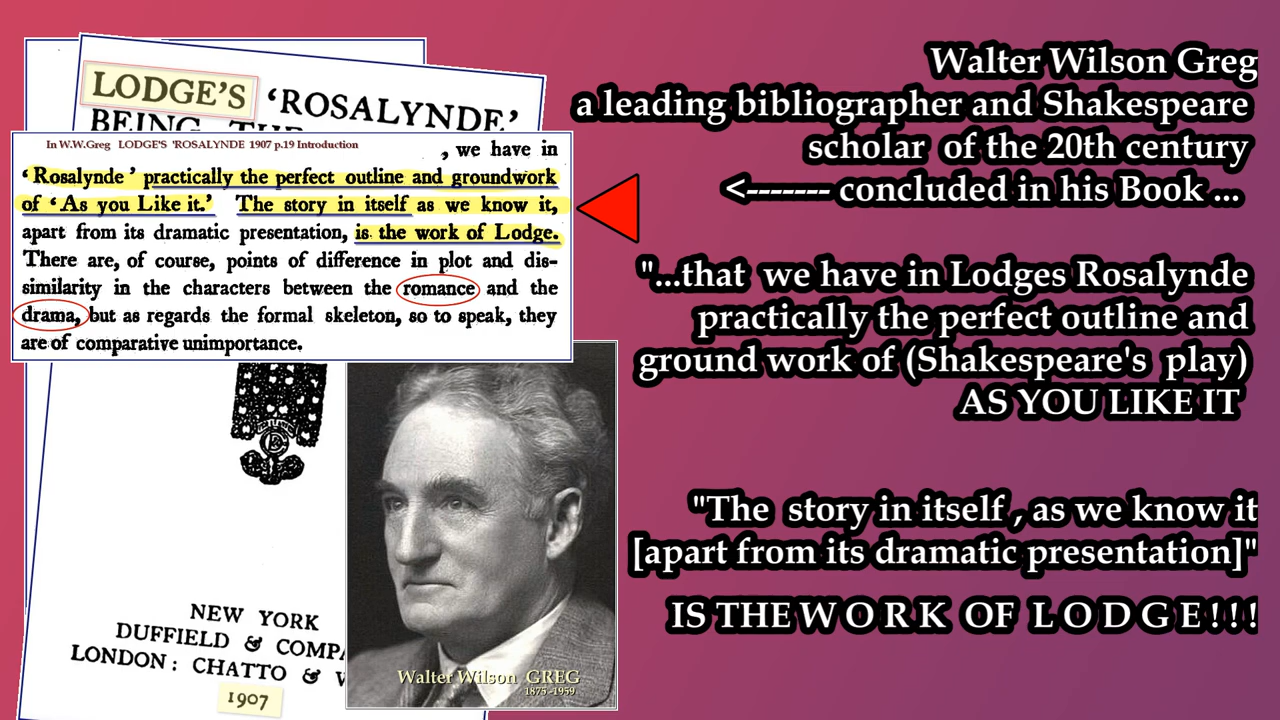 LODGE'S 'ROSALYNDE'
BEING THE
In W.W.Greg LODGE'S 'ROSALYNDE 1907 p.19 Introduction
, we have in
'Rosalynde' practically the perfect outline and groundwork
of 'As you Like it.' The story in itself as we know it,
apart from its dramatic presentation, is the work of Lodge.
There are, of course, points of difference in plot and dis-
similarity in the characters between the romance and the
drama, but as regards the formal skeleton, so to speak, they
are of comparative unimportance.
NEW YORK
DUFFIELD & COMPA
LONDON: CHATTO & W
1907
Walter Wilson GREG
1875-1959
Walter Wilson Greg
a leading bibliographer and Shakespeare
scholar of the 20th century
<------- concluded in his Book ...
"...that we have in Lodges Rosalynde
practically the perfect outline and
ground work of (Shakespeare's play)
AS YOU LIKE IT
"The story in itself , as we know it
[apart from its dramatic presentation]"
IS THE W O R K OF L O D G E ! ! !